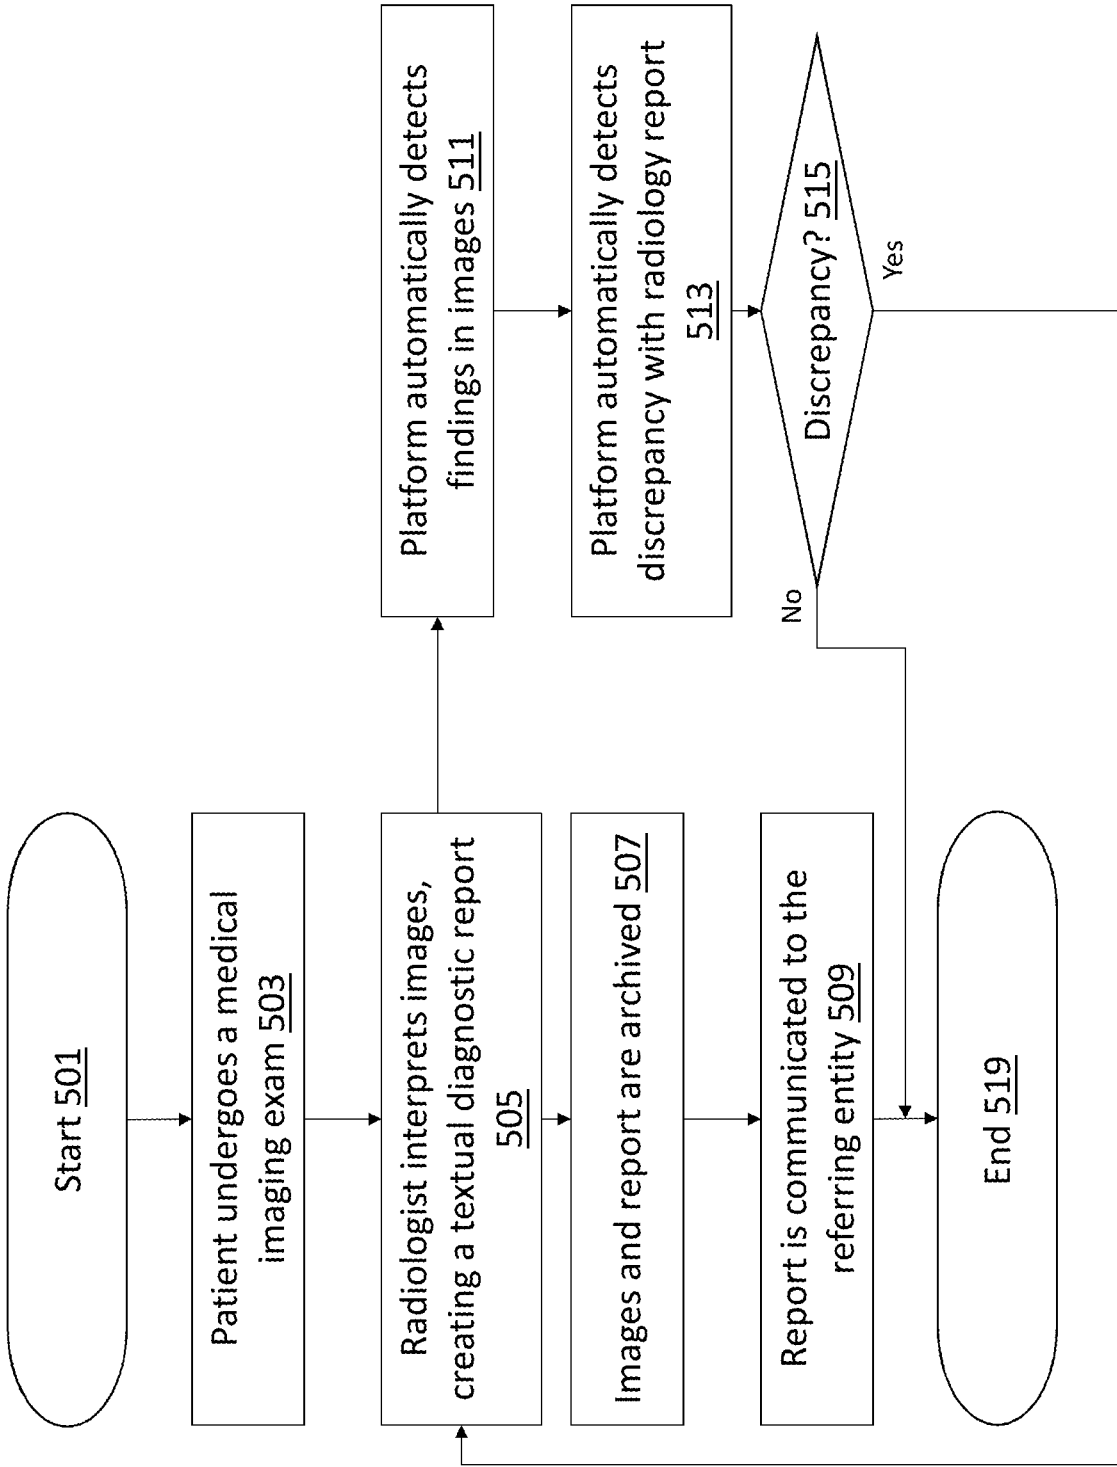 Start 501
Patient undergoes a medical
imaging exam 503
Radiologist interprets images,
creating a textual diagnostic report
505
Images and report are archived 507
Report is communicated to the
referring entity 509
End 519
Platform automatically detects
findings in images 511
Platform automatically detects
discrepancy with radiology report
513
Discrepancy? 515
No
Yes